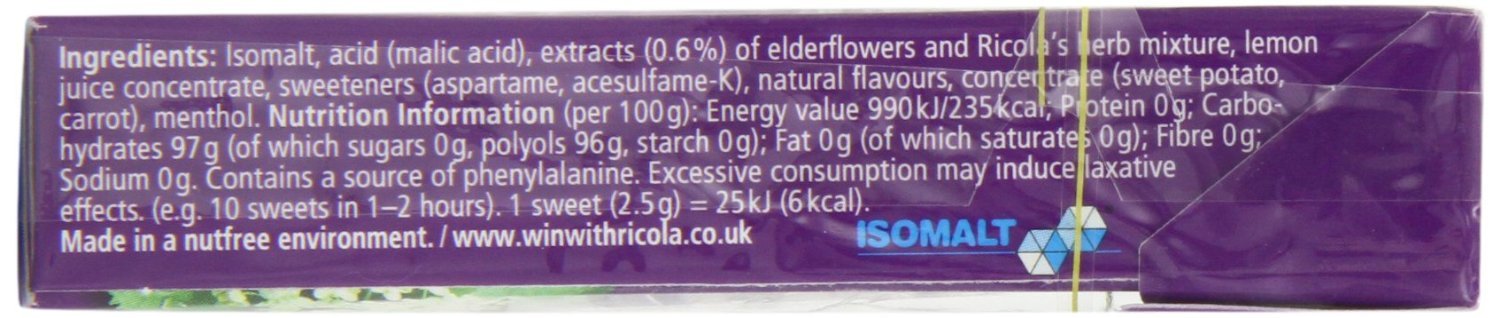 Ingredients: Isomalt, acid (malic acid), extracts (0.6%) of elderflowers and Ricola's herb mixture, lemon
juice concentrate, sweeteners (aspartame, acesulfame-K), natural flavours, concentrate (sweet potato,
carrot), menthol. Nutrition Information (per 100g): Energy value 990kJ/235kcal; Protein 0g; Carbo-
hydrates 97g (of which sugars 0g, polyols 96g, starch 0g); Fat 0g (of which saturates 0g); Fibre 0g;
Sodium 0g. Contains a source of phenylalanine. Excessive consumption may induce laxative
effects. (e.g. 10 sweets in 1–2 hours). 1 sweet (2.5g) = 25kJ (6kcal).
Made in a nutfree environment. / www.winwithricola.co.uk
ISOMALT